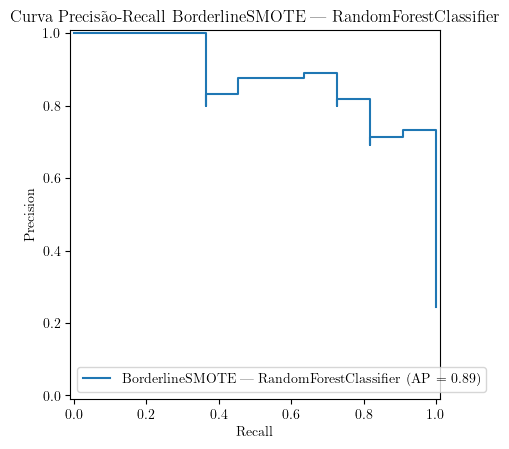 Curva Precisão-Recall BorderlineSMOTE — RandomForestClassifier
1.0
0.8
0.6
0.4
0.2
0.0
Precision
BorderlineSMOTE — RandomForestClassifier (AP = 0.89)
0.0 0.2 0.4 0.6 0.8 1.0
Recall